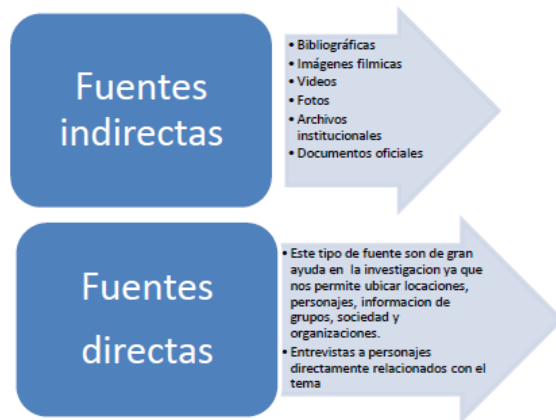 Fuentes
indirectas
• Bibliográficas
• Imágenes filmicas
• Videos
• Fotos
• Archivos
institucionales
• Documentos oficiales
Fuentes
directas
• Este tipo de fuente son de gran
ayuda en la investigacion ya que
nos permite ubicar locaciones,
personajes, informacion de
grupos, sociedad y
organizaciones.
• Entrevistas a personajes
directamente relacionados con el
tema